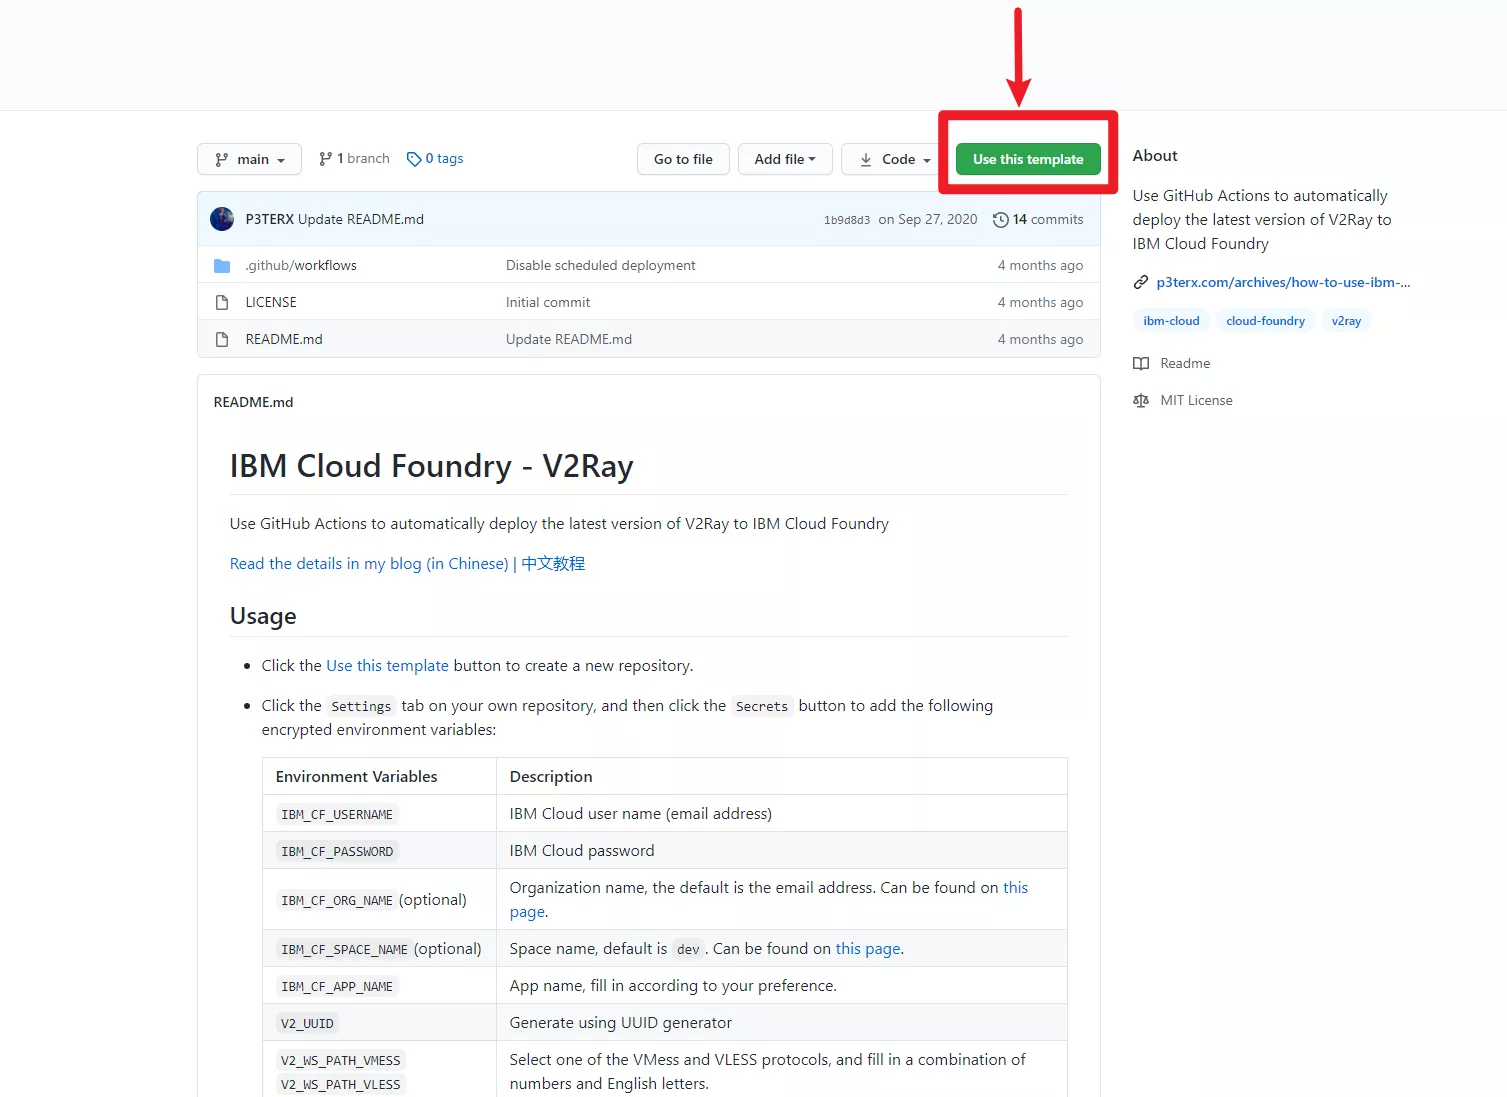 main 1 branch 0 tags Go to file Add file Code Use this template
P3TERX Update README.md 1b9d8d3 on Sep 27, 2020 14 commits
.github/workflows Disable scheduled deployment 4 months ago
LICENSE Initial commit 4 months ago
README.md Update README.md 4 months ago
README.md
IBM Cloud Foundry - V2Ray
Use GitHub Actions to automatically deploy the latest version of V2Ray to IBM Cloud Foundry
Read the details in my blog (in Chinese) | 中文教程
Usage
Click the Use this template button to create a new repository.
Click the Settings tab on your own repository, and then click the Secrets button to add the following
encrypted environment variables:
Environment Variables Description
IBM_CF_USERNAME IBM Cloud user name (email address)
IBM_CF_PASSWORD IBM Cloud password
IBM_CF_ORG_NAME (optional) Organization name, the default is the email address. Can be found on this
page.
IBM_CF_SPACE_NAME (optional) Space name, default is dev. Can be found on this page.
IBM_CF_APP_NAME App name, fill in according to your preference.
V2_UUID Generate using UUID generator
V2_WS_PATH_VMESS Select one of the VMess and VLESS protocols, and fill in a combination of
V2_WS_PATH_VLESS numbers and English letters.
About
Use GitHub Actions to automatically
deploy the latest version of V2Ray to
IBM Cloud Foundry
p3terx.com/archives/how-to-use-ibm-...
ibm-cloud cloud-foundry v2ray
Readme
MIT License